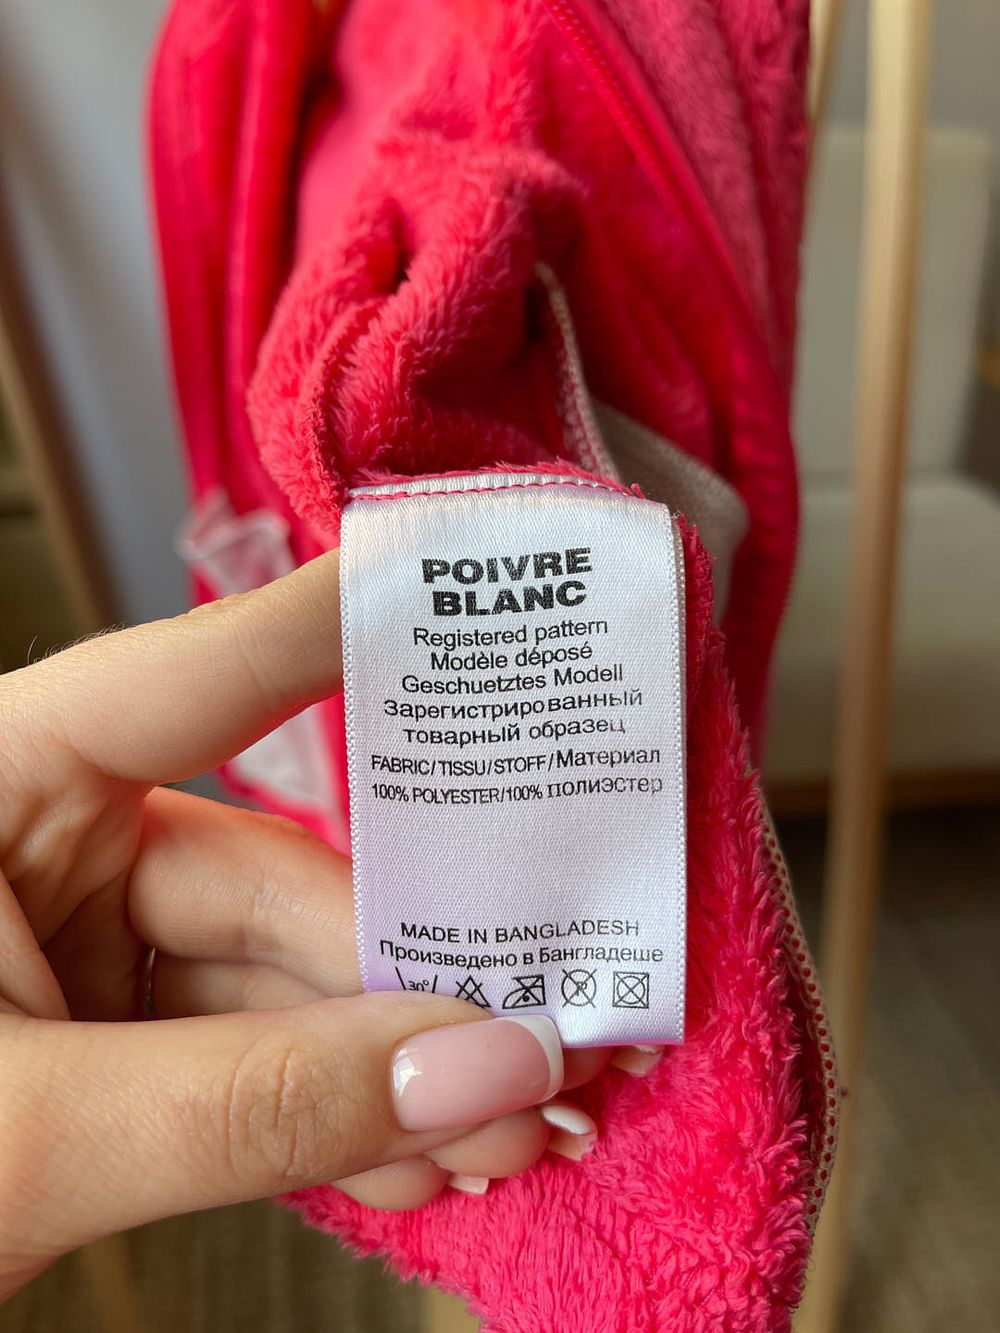 POIVRE
BLANC
Registered pattern
Modèle déposé
Geschuetztes Modell
Зарегистрированный
товарный образец
FABRIC/TISSU/STOFF/Материал
100% POLYESTER/100% полиэстер
MADE IN BANGLADESH
Произведено в Бангладеше
30°